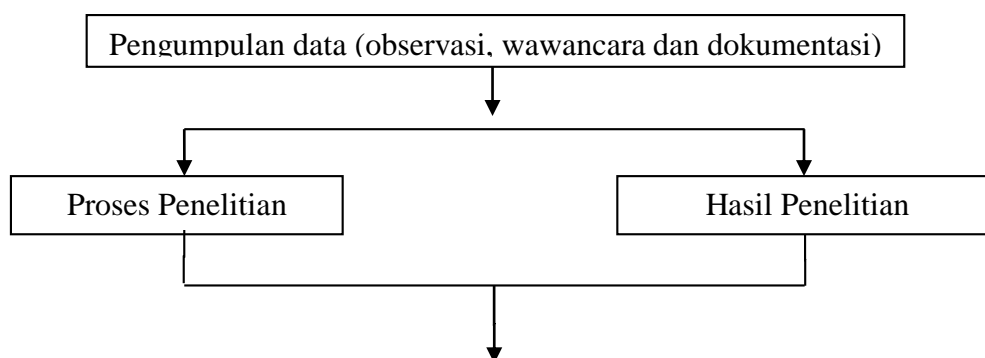 Pengumpulan data (observasi, wawancara dan dokumentasi)
Proses Penelitian
Hasil Penelitian